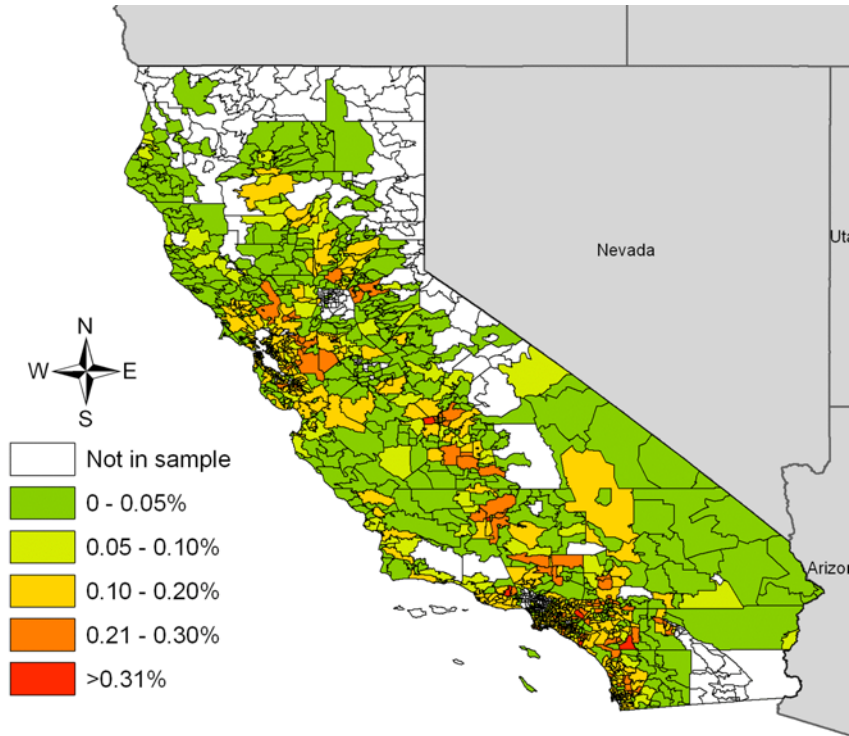 Nevada
Uta
N
W E
S
Not in sample
0 - 0.05%
0.05 - 0.10%
0.10 - 0.20%
0.21 - 0.30%
>0.31%
Arizon